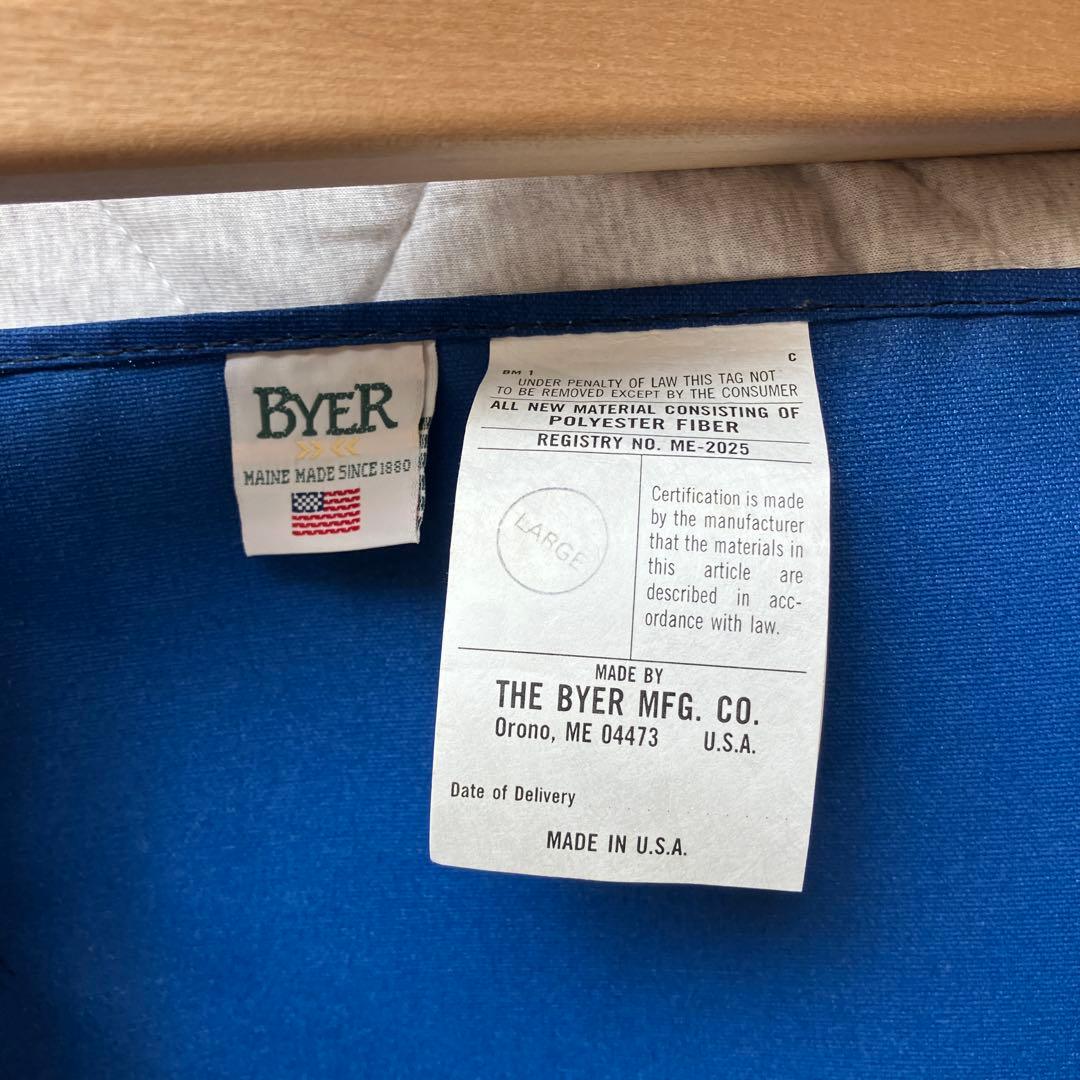 BYER
MAINE MADE SINCE 1880
C
BM 1
UNDER PENALTY OF LAW THIS TAG NOT
TO BE REMOVED EXCEPT BY THE CONSUMER
ALL NEW MATERIAL CONSISTING OF
POLYESTER FIBER
REGISTRY NO. ME-2025
LARGE
Certification is made
by the manufacturer
that the materials in
this article are
described in acc-
ordance with law.
MADE BY
THE BYER MFG. CO.
Orono, ME 04473 U.S.A.
Date of Delivery
MADE IN U.S.A.